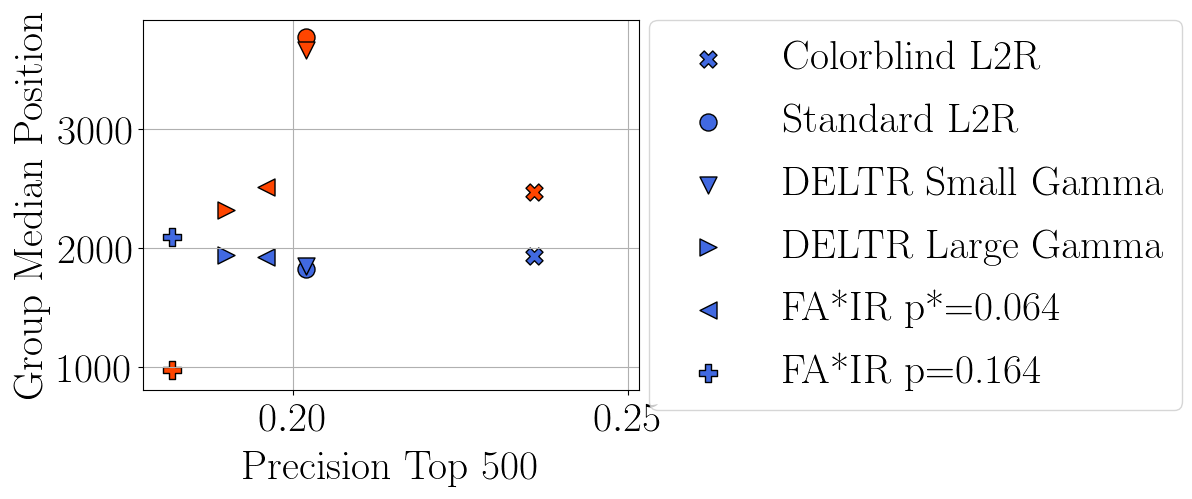 Group Median Position
3000
2000
1000
0.20
0.25
Precision Top 500
Colorblind L2R
Standard L2R
DELTR Small Gamma
DELTR Large Gamma
FA*IR p*=0.064
FA*IR p=0.164